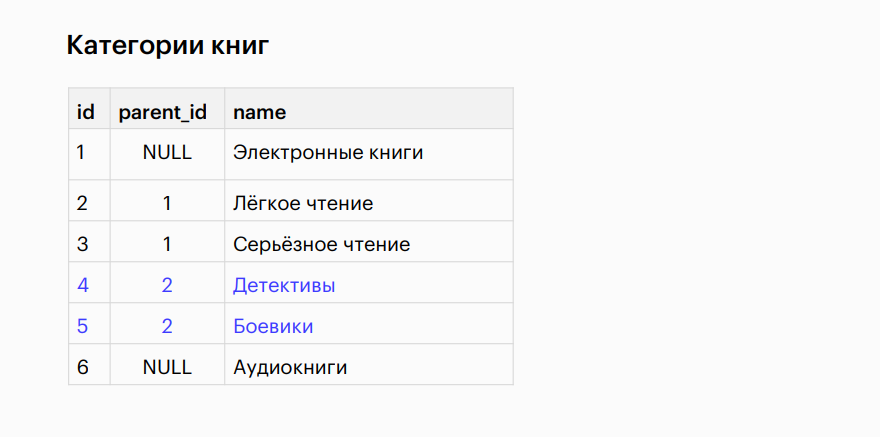 Категории книг
id parent_id name
1 NULL Электронные книги
2 1 Лёгкое чтение
3 1 Серьёзное чтение
4 2 Детективы
5 2 Боевики
6 NULL Аудиокниги